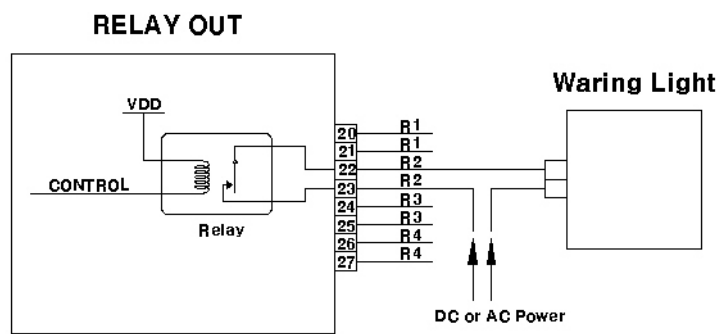 RELAY OUT
Waring Light
VDD
CONTROL
Relay
20 R1
21 R1
22 R2
23 R2
24 R3
25 R3
26 R4
27 R4
DC or AC Power